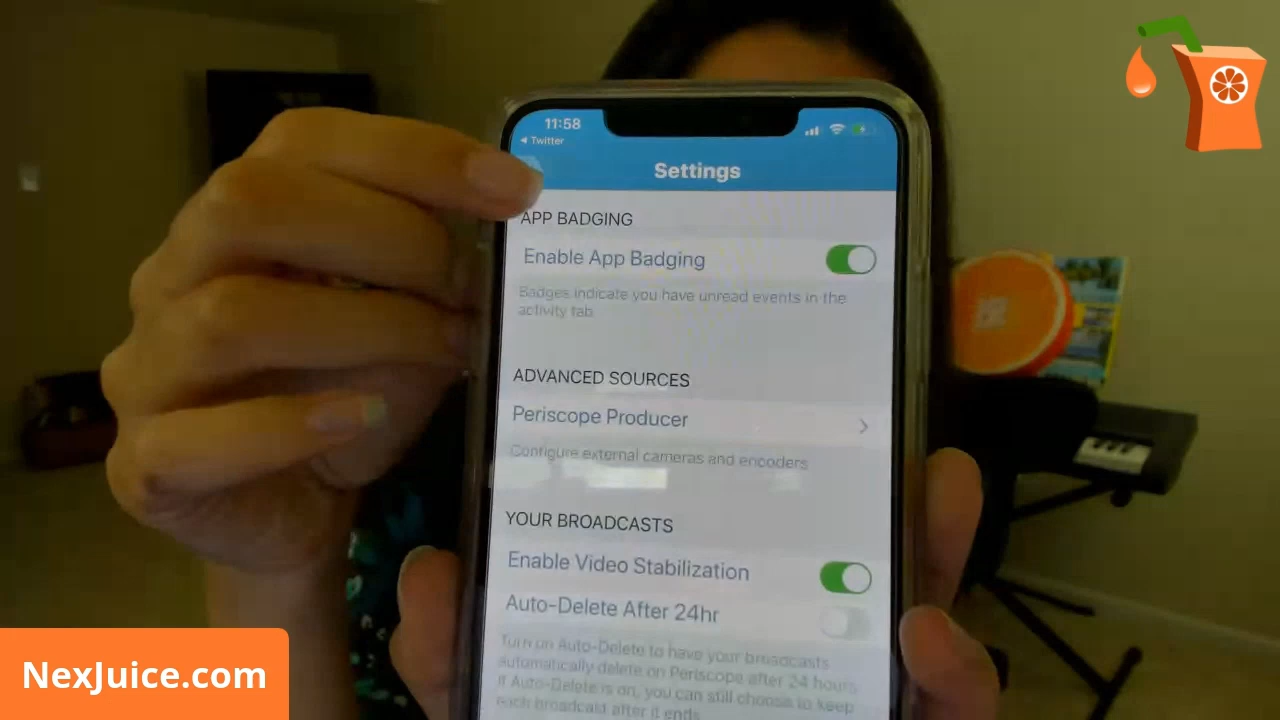 11:58
◀ Twitter
Settings
APP BADGING
Enable App Badging
Badges indicate you have unread events in the
activity tab
ADVANCED SOURCES
Periscope Producer
Configure external cameras and encoders
YOUR BROADCASTS
Enable Video Stabilization
Auto-Delete After 24hr
Turn on Auto-Delete to have your broadcasts
automatically delete on Periscope after 24 hours.
If Auto-Delete is on, you can still choose to keep
each broadcast after it ends.
NexJuice.com